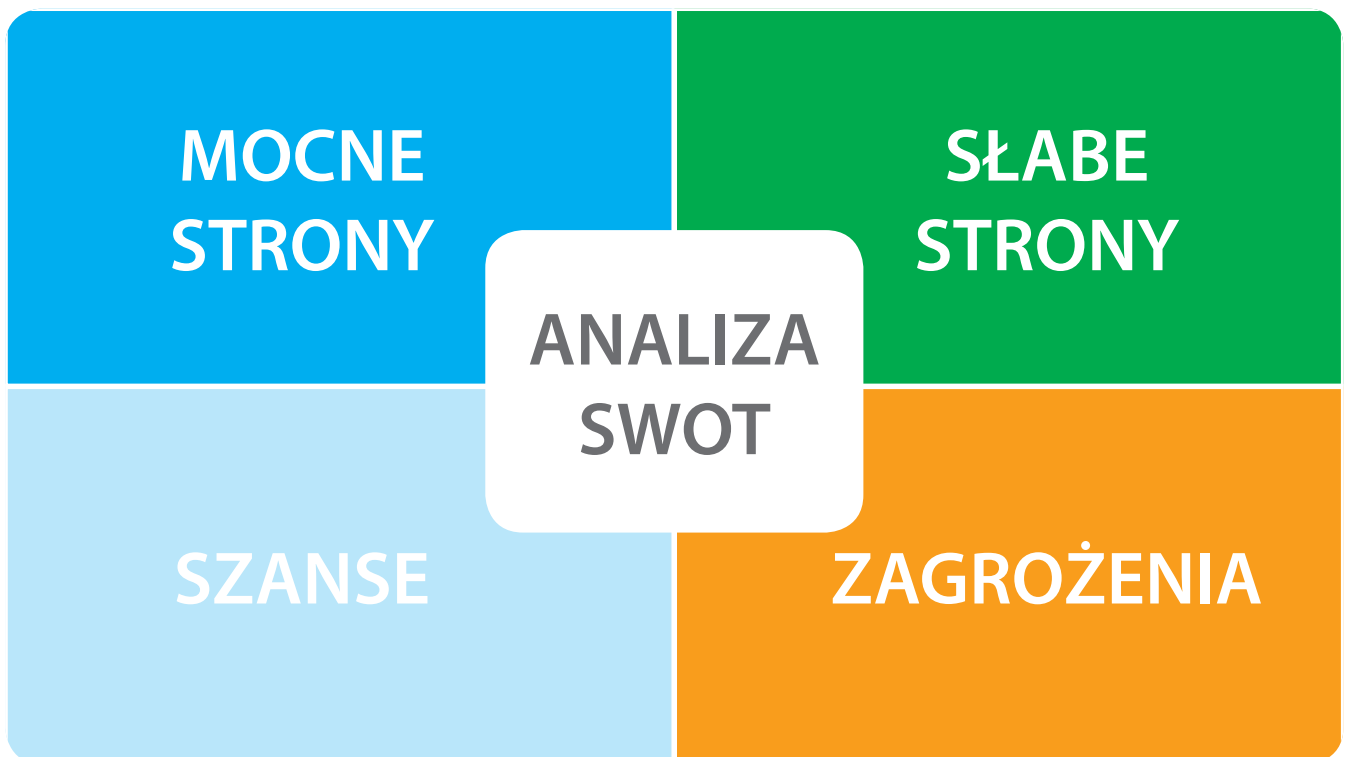 MOCNE
STRONY
SŁABE
STRONY
ANALIZA
SWOT
SZANSE
ZAGROŻENIA